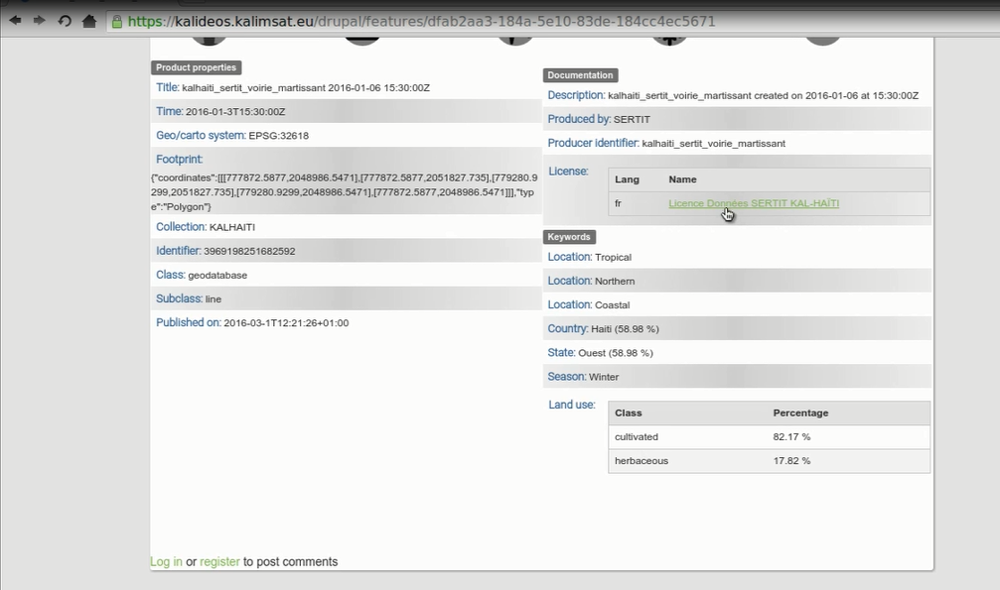 https://kalideos.kalimsat.eu/drupal/features/dfab2aa3-184a-5e10-83de-184cc4ec5671
Product properties
Title: kalhaiti_sertit_voirie_martissant 2016-01-06 15:30:00Z
Time: 2016-01-3T15:30:00Z
Geo/carto system: EPSG:32618
Footprint:
{"coordinates":[[[777872.5877,2048986.5471],[777872.5877,2051827.735],[779280.9
299,2051827.735],[779280.9299,2048986.5471],[777872.5877,2048986.5471]]],"typ
e":"Polygon"}
Collection: KALHAITI
Identifier: 3969198251682592
Class: geodatabase
Subclass: line
Published on: 2016-03-1T12:21:26+01:00
Documentation
Description: kalhaiti_sertit_voirie_martissant created on 2016-01-06 at 15:30:00Z
Produced by: SERTIT
Producer identifier: kalhaiti_sertit_voirie_martissant
License:
Lang Name
fr Licence Données SERTIT KAL-HAÏTI
Keywords
Location: Tropical
Location: Northern
Location: Coastal
Country: Haiti (58.98 %)
State: Ouest (58.98 %)
Season: Winter
Land use:
Class Percentage
cultivated 82.17 %
herbaceous 17.82 %
Log in or register to post comments